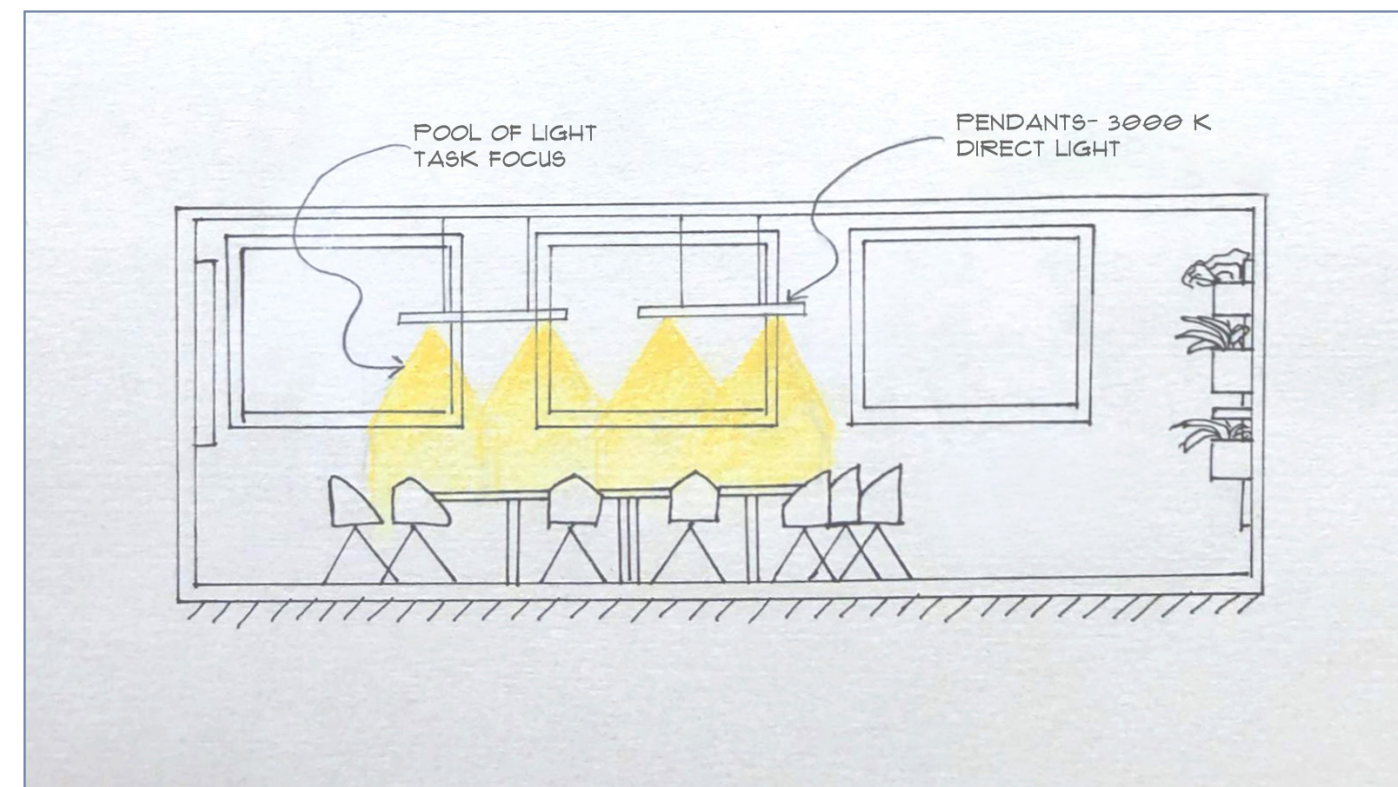 POOL OF LIGHT
TASK FOCUS
PENDANTS- 3000 K
DIRECT LIGHT